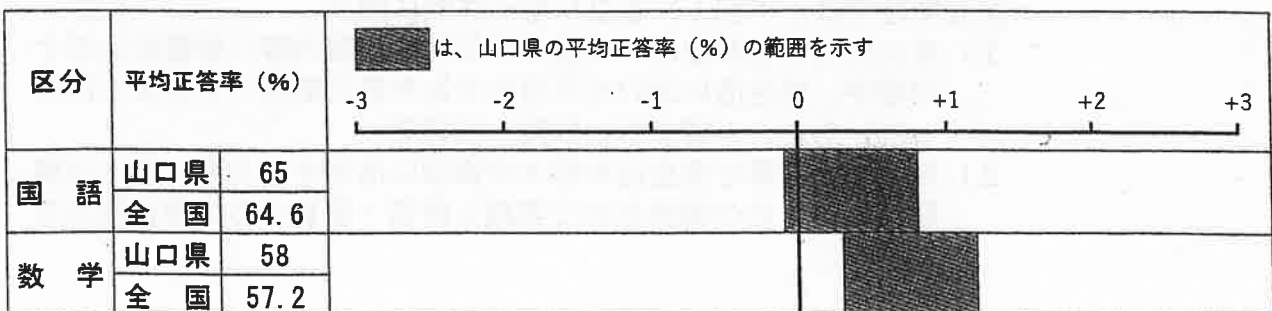 は、山口県の平均正答率（%）の範囲を示す
区分 平均正答率（%）
-3 -2 -1 0 +1 +2 +3
国語 山口県 65
全国 64.6
数学 山口県 58
全国 57.2